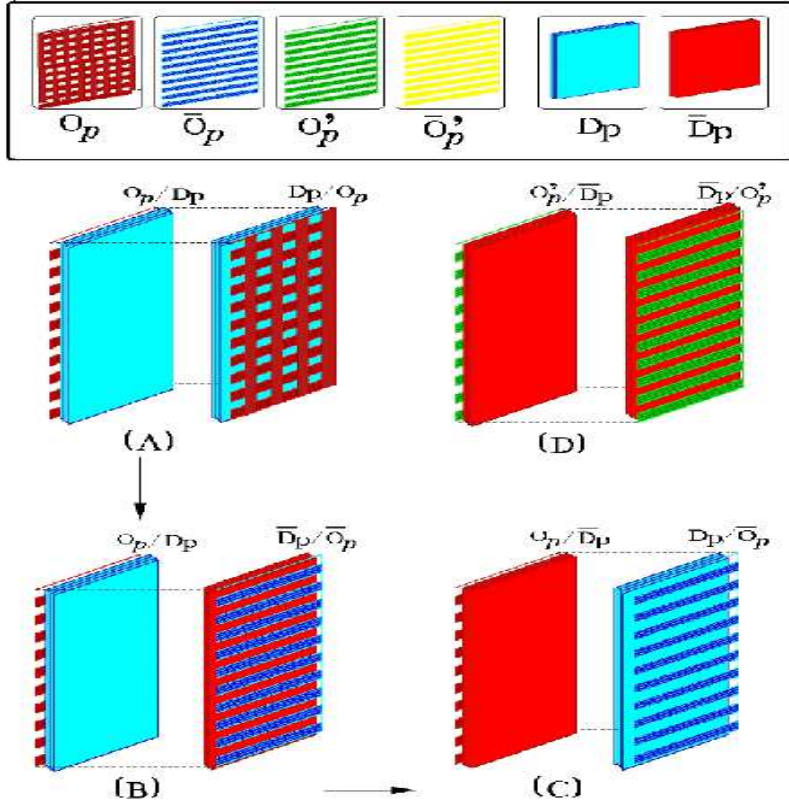 Oₚ Ōₚ O'ₚ Ō'ₚ Dp D̄p
Oₚ/Dp Dp/Oₚ O'ₚ/D̄p D̄p/O'ₚ
(A) (D)
Oₚ/Dp D̄p/Ōₚ Oₚ/D̄p Dp/Ōₚ
(B) (C)